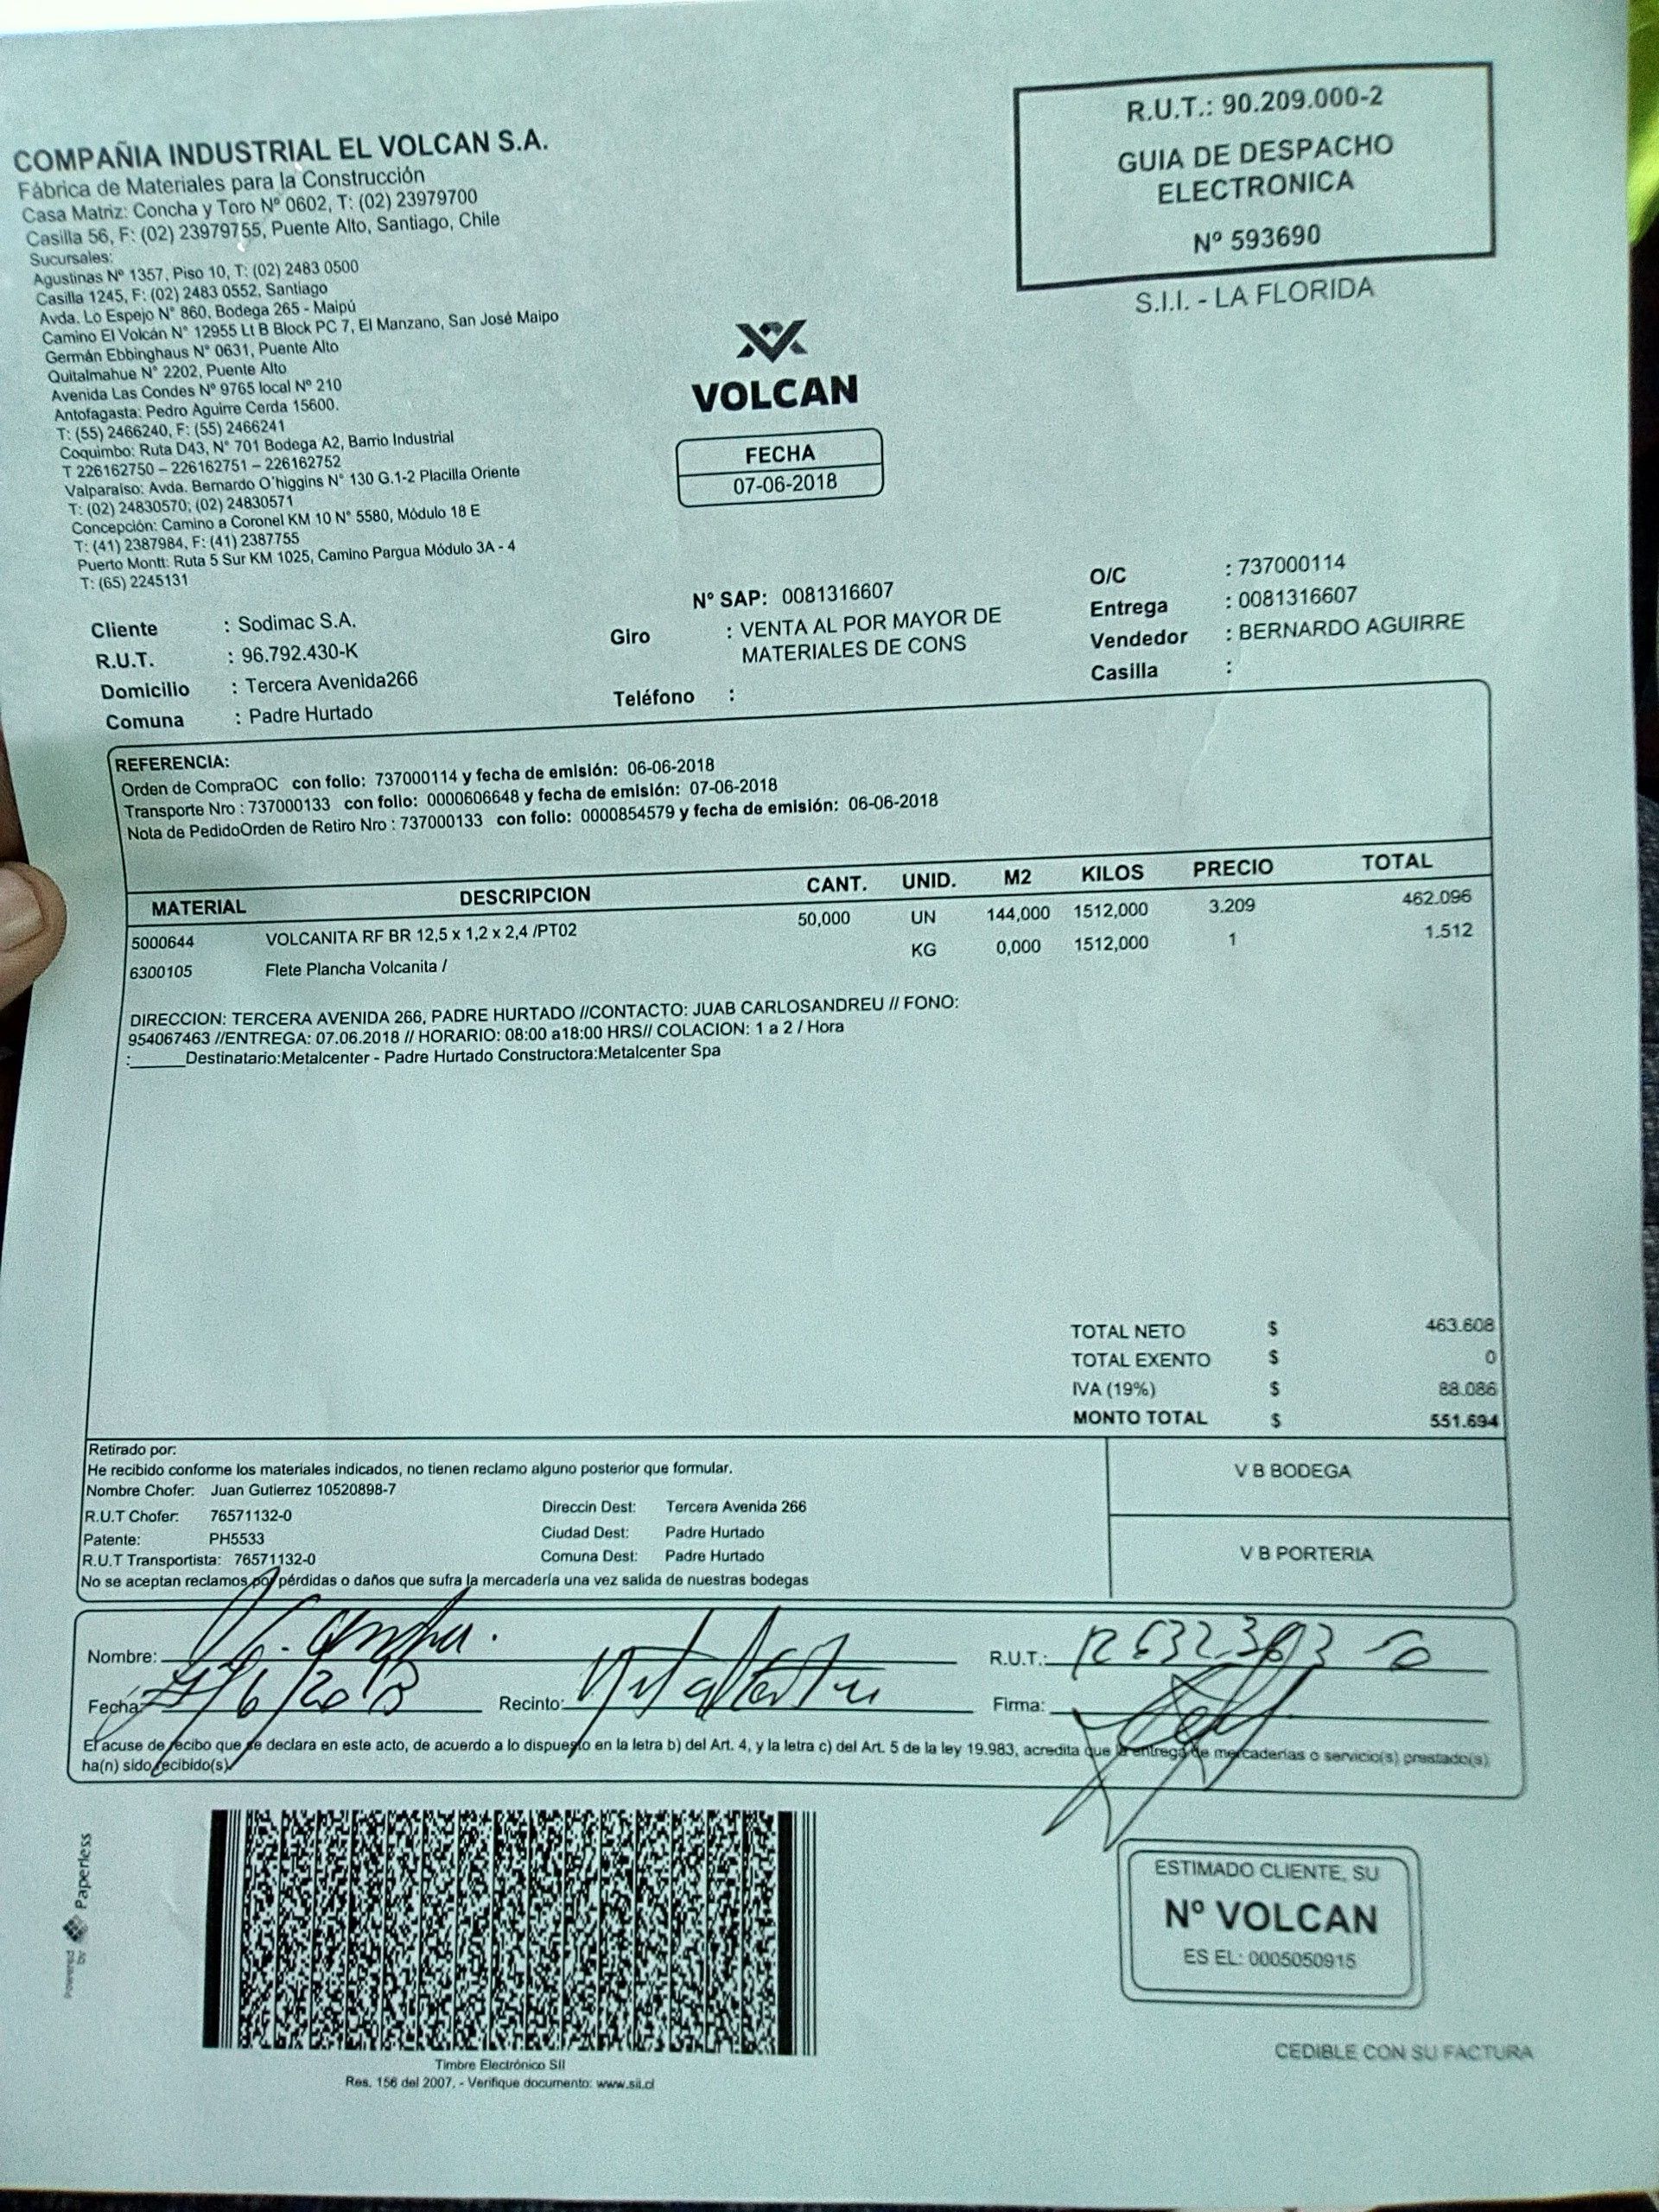 COMPAÑIA INDUSTRIAL EL VOLCAN S.A.
Fábrica de Materiales para la Construcción
Casa Matriz: Concha y Toro Nº 0602, T: (02) 23979700
Casilla 56, F: (02) 23979755, Puente Alto, Santiago, Chile
Sucursales:
Agustinas Nº 1357, Piso 10, T: (02) 2483 0500
Casilla 1245, F: (02) 2483 0552, Santiago
Avda. Lo Espejo N° 860, Bodega 265 - Maipú
Camino El Volcán N° 12955 Lt B Block PC 7, El Manzano, San José Maipo
Germán Ebbinghaus N° 0631, Puente Alto
Quitalmahue N° 2202, Puente Alto
Avenida Las Condes Nº 9765 local Nº 210
Antofagasta: Pedro Aguirre Cerda 15600.
T: (55) 2466240, F: (55) 2466241
Coquimbo: Ruta D43, N° 701 Bodega A2, Barrio Industrial
T 226162750 – 226162751 – 226162752
Valparaiso: Avda. Bernardo O'higgins N° 130 G.1-2 Placilla Oriente
T: (02) 24830570; (02) 24830571
Concepción: Camino a Coronel KM 10 N° 5580, Módulo 18 E
T: (41) 2387984, F: (41) 2387755
Puerto Montt: Ruta 5 Sur KM 1025, Camino Pargua Módulo 3A - 4
T: (65) 2245131
R.U.T.: 90.209.000-2
GUIA DE DESPACHO
ELECTRONICA
Nº 593690
S.I.I. - LA FLORIDA
VOLCAN
FECHA
07-06-2018
Nº SAP: 0081316607
Cliente : Sodimac S.A.
R.U.T. : 96.792.430-K
Domicilio : Tercera Avenida266
Comuna : Padre Hurtado
Giro : VENTA AL POR MAYOR DE
MATERIALES DE CONS
Teléfono :
O/C : 737000114
Entrega : 0081316607
Vendedor : BERNARDO AGUIRRE
Casilla :
REFERENCIA:
Orden de CompraOC con folio: 737000114 y fecha de emisión: 06-06-2018
Transporte Nro : 737000133 con folio: 0000606648 y fecha de emisión: 07-06-2018
Nota de PedidoOrden de Retiro Nro : 737000133 con folio: 0000854579 y fecha de emisión: 06-06-2018
MATERIAL DESCRIPCION CANT. UNID. M2 KILOS PRECIO TOTAL
5000644 VOLCANITA RF BR 12,5 x 1,2 x 2,4 /PT02 50,000 UN 144,000 1512,000 3.209 462.096
6300105 Flete Plancha Volcanita / KG 0,000 1512,000 1 1.512
DIRECCION: TERCERA AVENIDA 266, PADRE HURTADO //CONTACTO: JUAB CARLOSANDREU // FONO:
954067463 //ENTREGA: 07.06.2018 // HORARIO: 08:00 a18:00 HRS// COLACION: 1 a 2 / Hora
:______Destinatario:Metalcenter - Padre Hurtado Constructora:Metalcenter Spa
TOTAL NETO $ 463.608
TOTAL EXENTO $ 0
IVA (19%) $ 88.086
MONTO TOTAL $ 551.694
Retirado por:
He recibido conforme los materiales indicados, no tienen reclamo alguno posterior que formular.
Nombre Chofer: Juan Gutierrez 10520898-7
R.U.T Chofer: 76571132-0
Patente: PH5533
R.U.T Transportista: 76571132-0
Direccin Dest: Tercera Avenida 266
Ciudad Dest: Padre Hurtado
Comuna Dest: Padre Hurtado
No se aceptan reclamos por pérdidas o daños que sufra la mercadería una vez salida de nuestras bodegas
V B BODEGA
V B PORTERIA
Nombre:
R.U.T.:
Fecha: 7/6/2018 Recinto:
Firma:
El acuse de recibo que se declara en este acto, de acuerdo a lo dispuesto en la letra b) del Art. 4, y la letra c) del Art. 5 de la ley 19.983, acredita que la entrega de mercaderías o servicio(s) prestado(s)
ha(n) sido recibido(s)
Powered by Paperless
Timbre Electrónico SII
Res. 156 del 2007. - Verifique documento: www.sii.cl
ESTIMADO CLIENTE, SU
Nº VOLCAN
ES EL: 0005050915
CEDIBLE CON SU FACTURA